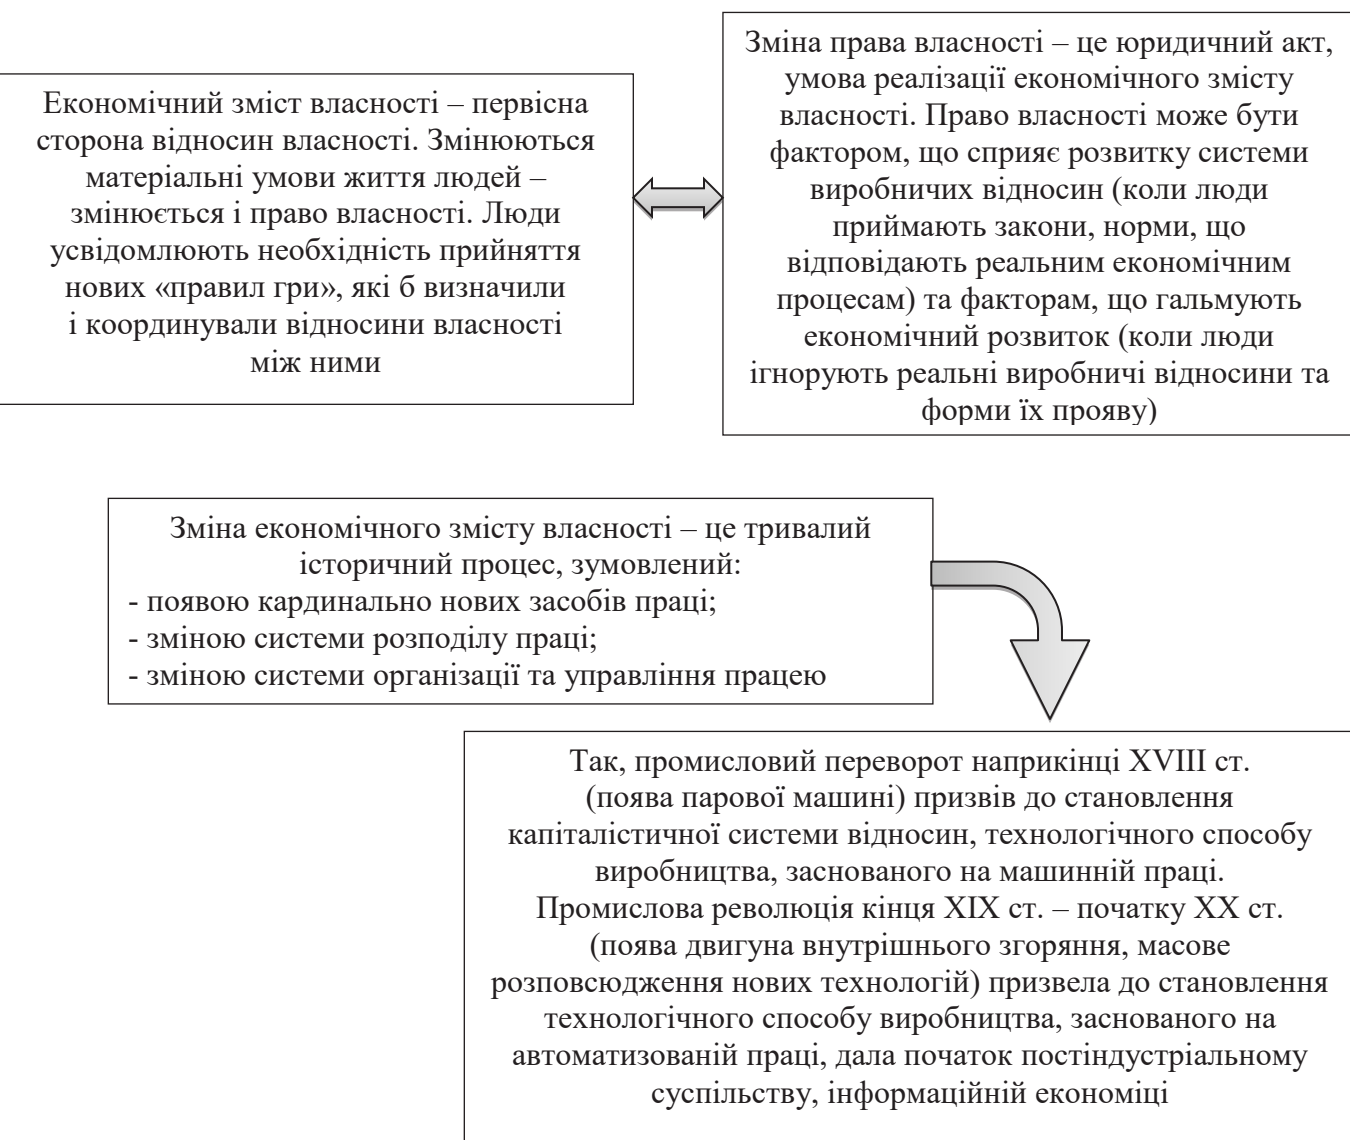 Економічний зміст власності – первісна
сторона відносин власності. Змінюються
матеріальні умови життя людей –
змінюється і право власності. Люди
усвідомлюють необхідність прийняття
нових «правил гри», які б визначили
і координували відносини власності
між ними
Зміна права власності – це юридичний акт,
умова реалізації економічного змісту
власності. Право власності може бути
фактором, що сприяє розвитку системи
виробничих відносин (коли люди
приймають закони, норми, що
відповідають реальним економічним
процесам) та факторам, що гальмують
економічний розвиток (коли люди
ігнорують реальні виробничі відносини та
форми їх прояву)
Зміна економічного змісту власності – це тривалий
історичний процес, зумовлений:
- появою кардинально нових засобів праці;
- зміною системи розподілу праці;
- зміною системи організації та управління працею
Так, промисловий переворот наприкінці XVIII ст.
(поява парової машині) призвів до становлення
капіталістичної системи відносин, технологічного способу
виробництва, заснованого на машинній праці.
Промислова революція кінця XIX ст. – початку XX ст.
(поява двигуна внутрішнього згоряння, масове
розповсюдження нових технологій) призвела до становлення
технологічного способу виробництва, заснованого на
автоматизованій праці, дала початок постіндустріальному
суспільству, інформаційній економіці